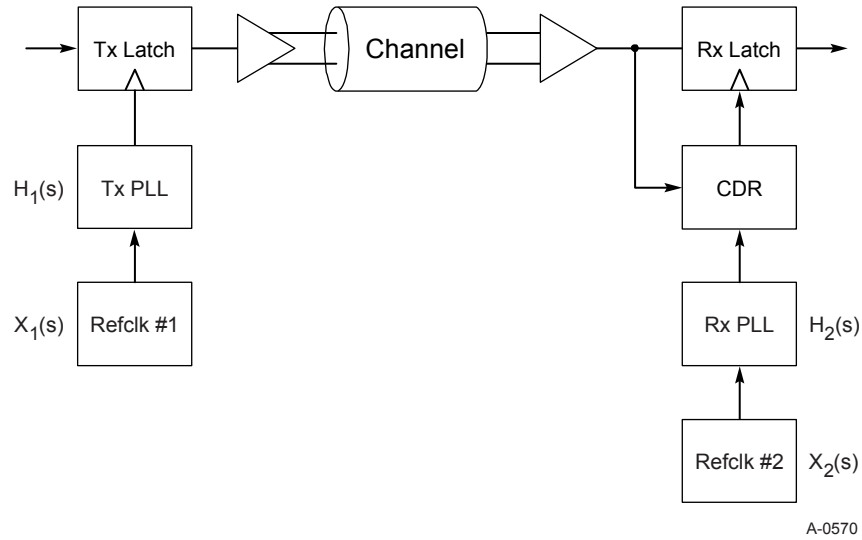 Tx Latch
Channel
Rx Latch
H1(s)
Tx PLL
CDR
X1(s)
Refclk #1
Rx PLL
H2(s)
Refclk #2
X2(s)
A-0570